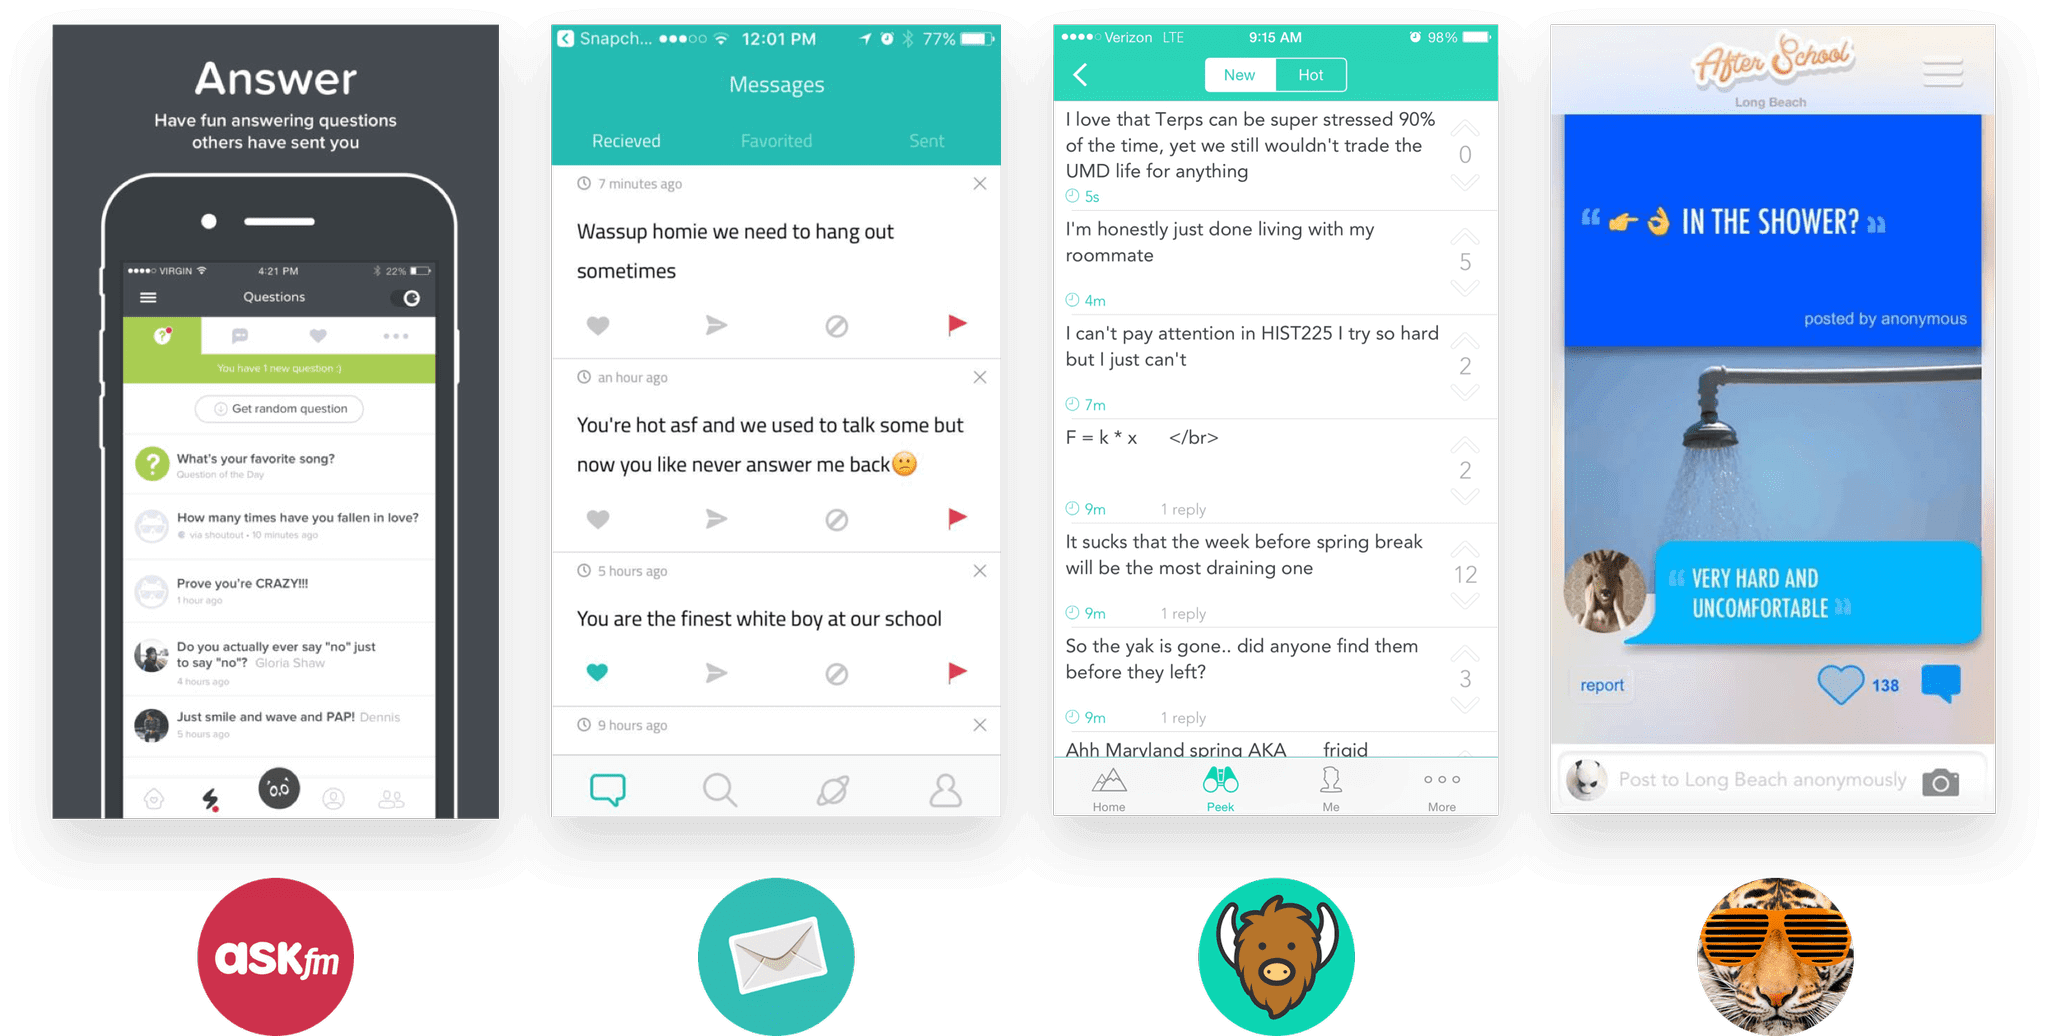 Answer
Have fun answering questions
others have sent you
VIRGIN
4:21 PM
22%
Questions
You have 1 new question :)
Get random question
What's your favorite song?
Question of the Day
How many times have you fallen in love?
via shoutout • 10 minutes ago
Prove you're CRAZY!!!
1 hour ago
Do you actually ever say "no" just
to say "no"? Gloria Shaw
4 hours ago
Just smile and wave and PAP! Dennis
5 hours ago
askfm
Snapch...
12:01 PM
77%
Messages
Recieved
Favorited
Sent
7 minutes ago
Wassup homie we need to hang out
sometimes
an hour ago
You're hot asf and we used to talk some but
now you like never answer me back😕
5 hours ago
You are the finest white boy at our school
9 hours ago
Verizon LTE
9:15 AM
98%
New
Hot
I love that Terps can be super stressed 90%
of the time, yet we still wouldn't trade the
UMD life for anything
0
5s
I'm honestly just done living with my
roommate
5
4m
I can't pay attention in HIST225 I try so hard
but I just can't
2
7m
F = k * x </br>
2
9m
1 reply
It sucks that the week before spring break
will be the most draining one
12
9m
1 reply
So the yak is gone.. did anyone find them
before they left?
3
9m
1 reply
Ahh Maryland spring AKA frigid
Home
Peek
Me
More
After School
Long Beach
“ 👉👌 IN THE SHOWER? ”
posted by anonymous
“ VERY HARD AND
UNCOMFORTABLE ”
report
138
Post to Long Beach anonymously